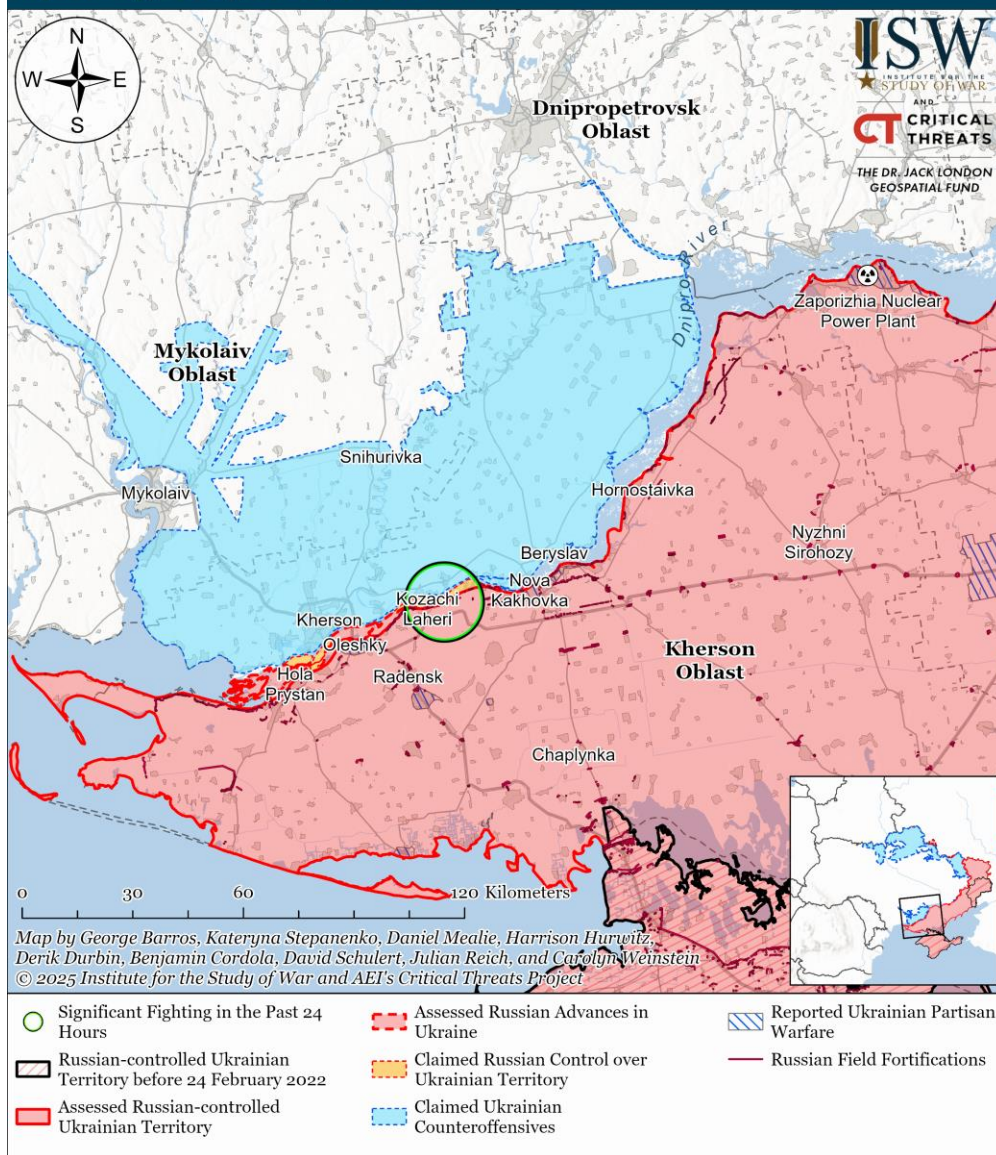 N
W
E
S
ISW
INSTITUTE FOR THE
STUDY OF WAR
AND
CT CRITICAL
THREATS
THE DR. JACK LONDON
GEOSPATIAL FUND
Dnipropetrovsk
Oblast
Dnipro River
Zaporizhia Nuclear
Power Plant
Mykolaiv
Oblast
Snihurivka
Mykolaiv
Hornostaivka
Nyzhni
Sirohozy
Beryslav
Nova
Kakhovka
Kozachi
Laheri
Kherson
Oleshky
Hola
Prystan
Radensk
Kherson
Oblast
Chaplynka
0 30 60 120 Kilometers
Map by George Barros, Kateryna Stepanenko, Daniel Mealie, Harrison Hurwitz,
Derik Durbin, Benjamin Cordola, David Schulert, Julian Reich, and Carolyn Weinstein
© 2025 Institute for the Study of War and AEI's Critical Threats Project
Significant Fighting in the Past 24
Hours
Russian-controlled Ukrainian
Territory before 24 February 2022
Assessed Russian-controlled
Ukrainian Territory
Assessed Russian Advances in
Ukraine
Claimed Russian Control over
Ukrainian Territory
Claimed Ukrainian
Counteroffensives
Reported Ukrainian Partisan
Warfare
Russian Field Fortifications